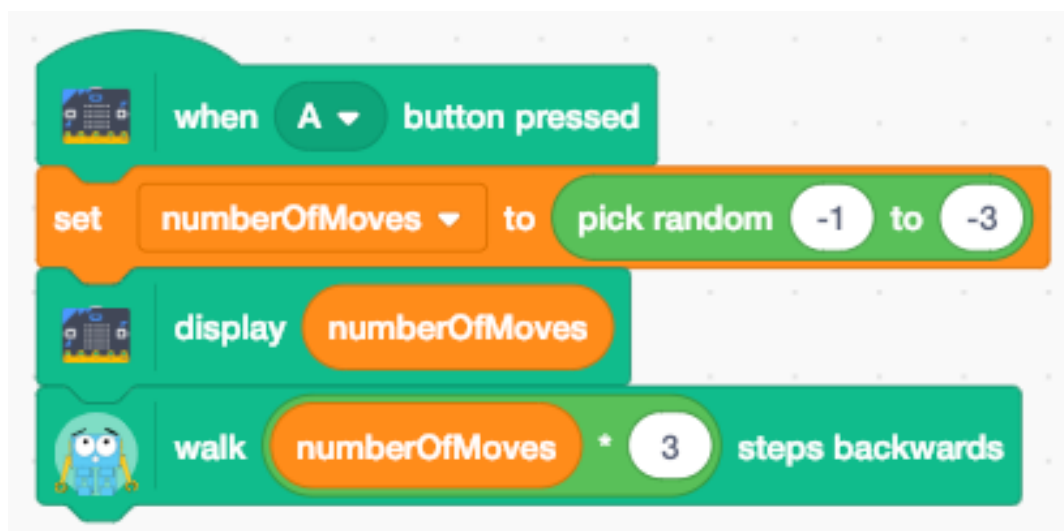 when A button pressed
set numberOfMoves to pick random -1 to -3
display numberOfMoves
walk numberOfMoves * 3 steps backwards